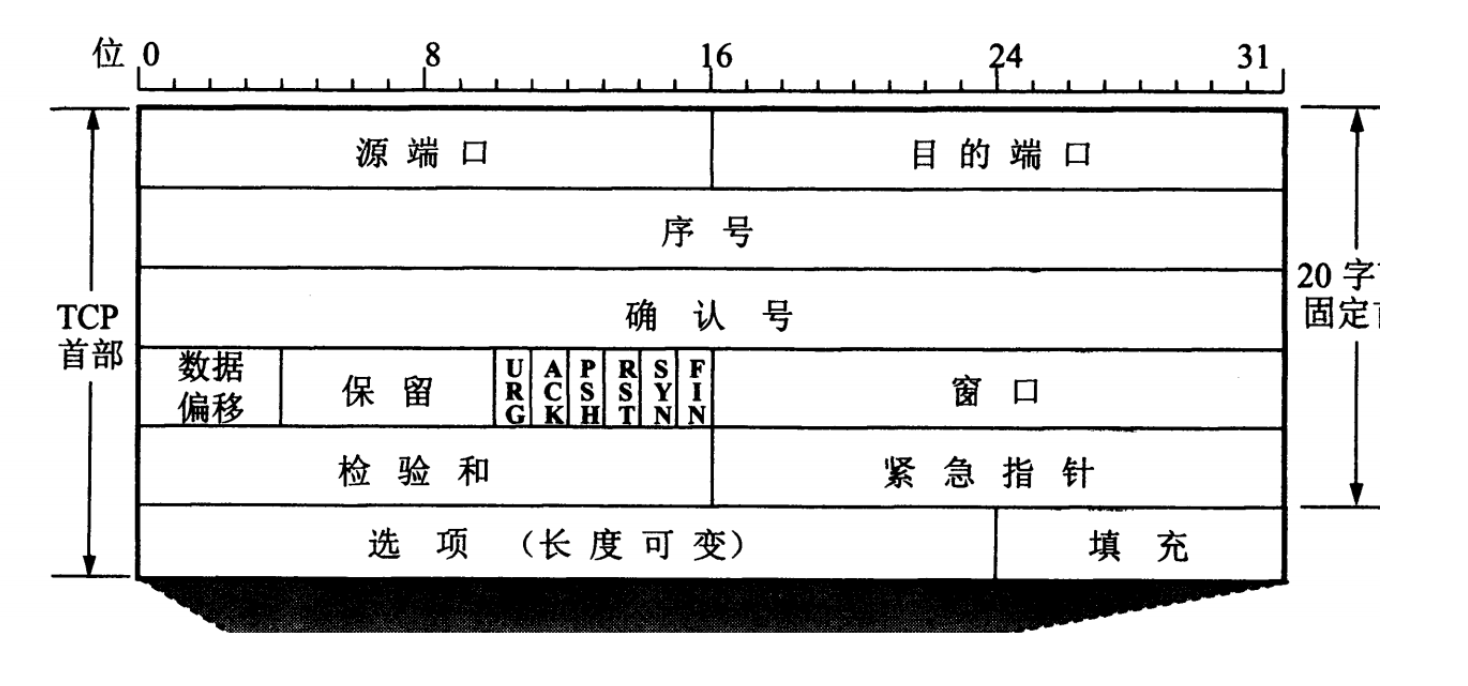 位 0 8 16 24 31
源端口 目的端口
序号
确认号
TCP
首部
20 字
固定
数据
偏移
保留
URG
ACK
PSH
RST
SYN
FIN
窗口
检验和 紧急指针
选项 （长度可变） 填充